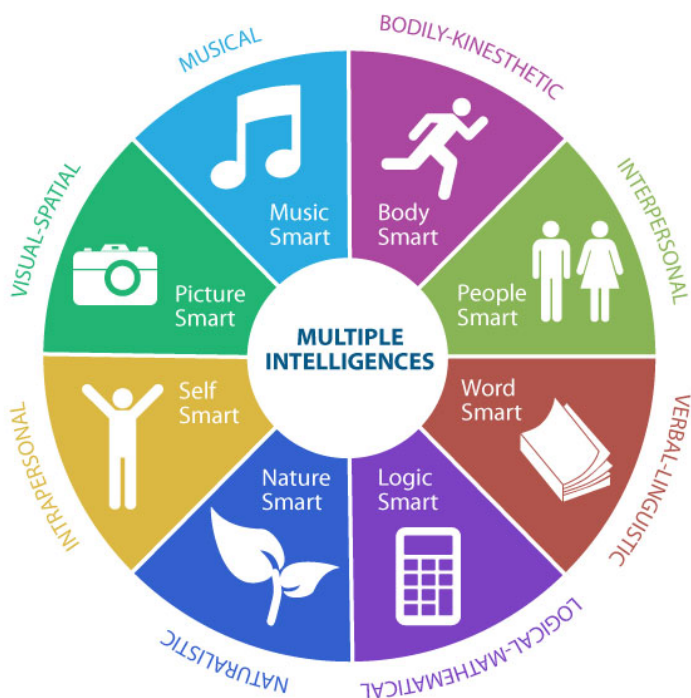 MUSICAL
BODILY-KINESTHETIC
VISUAL-SPATIAL
INTERPERSONAL
Music
Smart
Body
Smart
Picture
Smart
People
Smart
MULTIPLE
INTELLIGENCES
Self
Smart
Word
Smart
Nature
Smart
Logic
Smart
INTRAPERSONAL
VERBAL-LINGUISTIC
NATURALISTIC
LOGICAL-MATHEMATICAL